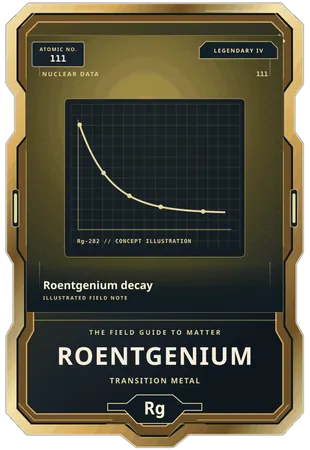 ATOMIC NO.
111
LEGENDARY IV
NUCLEAR DATA
111
Rg-282 // CONCEPT ILLUSTRATION
Roentgenium decay
ILLUSTRATED FIELD NOTE
THE FIELD GUIDE TO MATTER
ROENTGENIUM
TRANSITION METAL
Rg